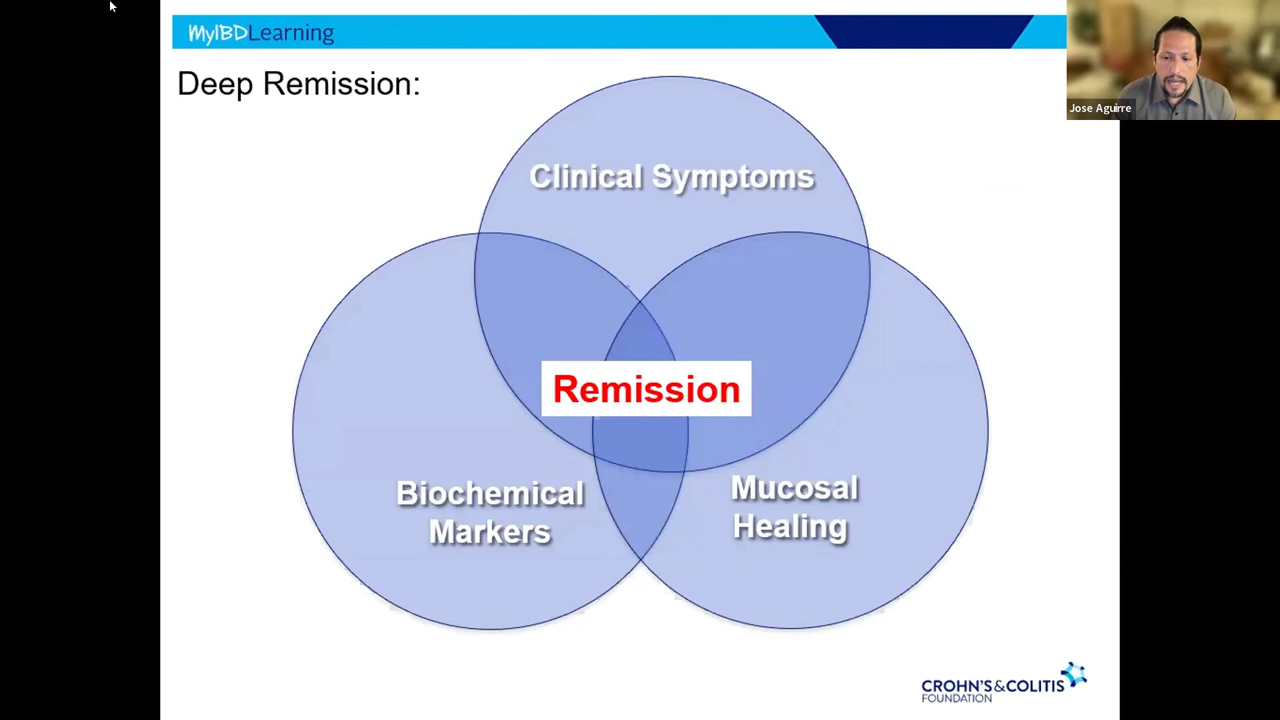 MyIBDLearning
Jose Aguirre
Deep Remission:
Clinical Symptoms
Remission
Biochemical
Markers
Mucosal
Healing
CROHN'S&COLITIS
FOUNDATION